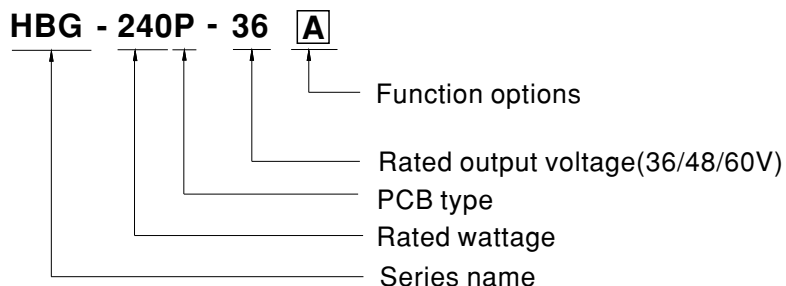 HBG - 240P - 36 A
Function options
Rated output voltage(36/48/60V)
PCB type
Rated wattage
Series name